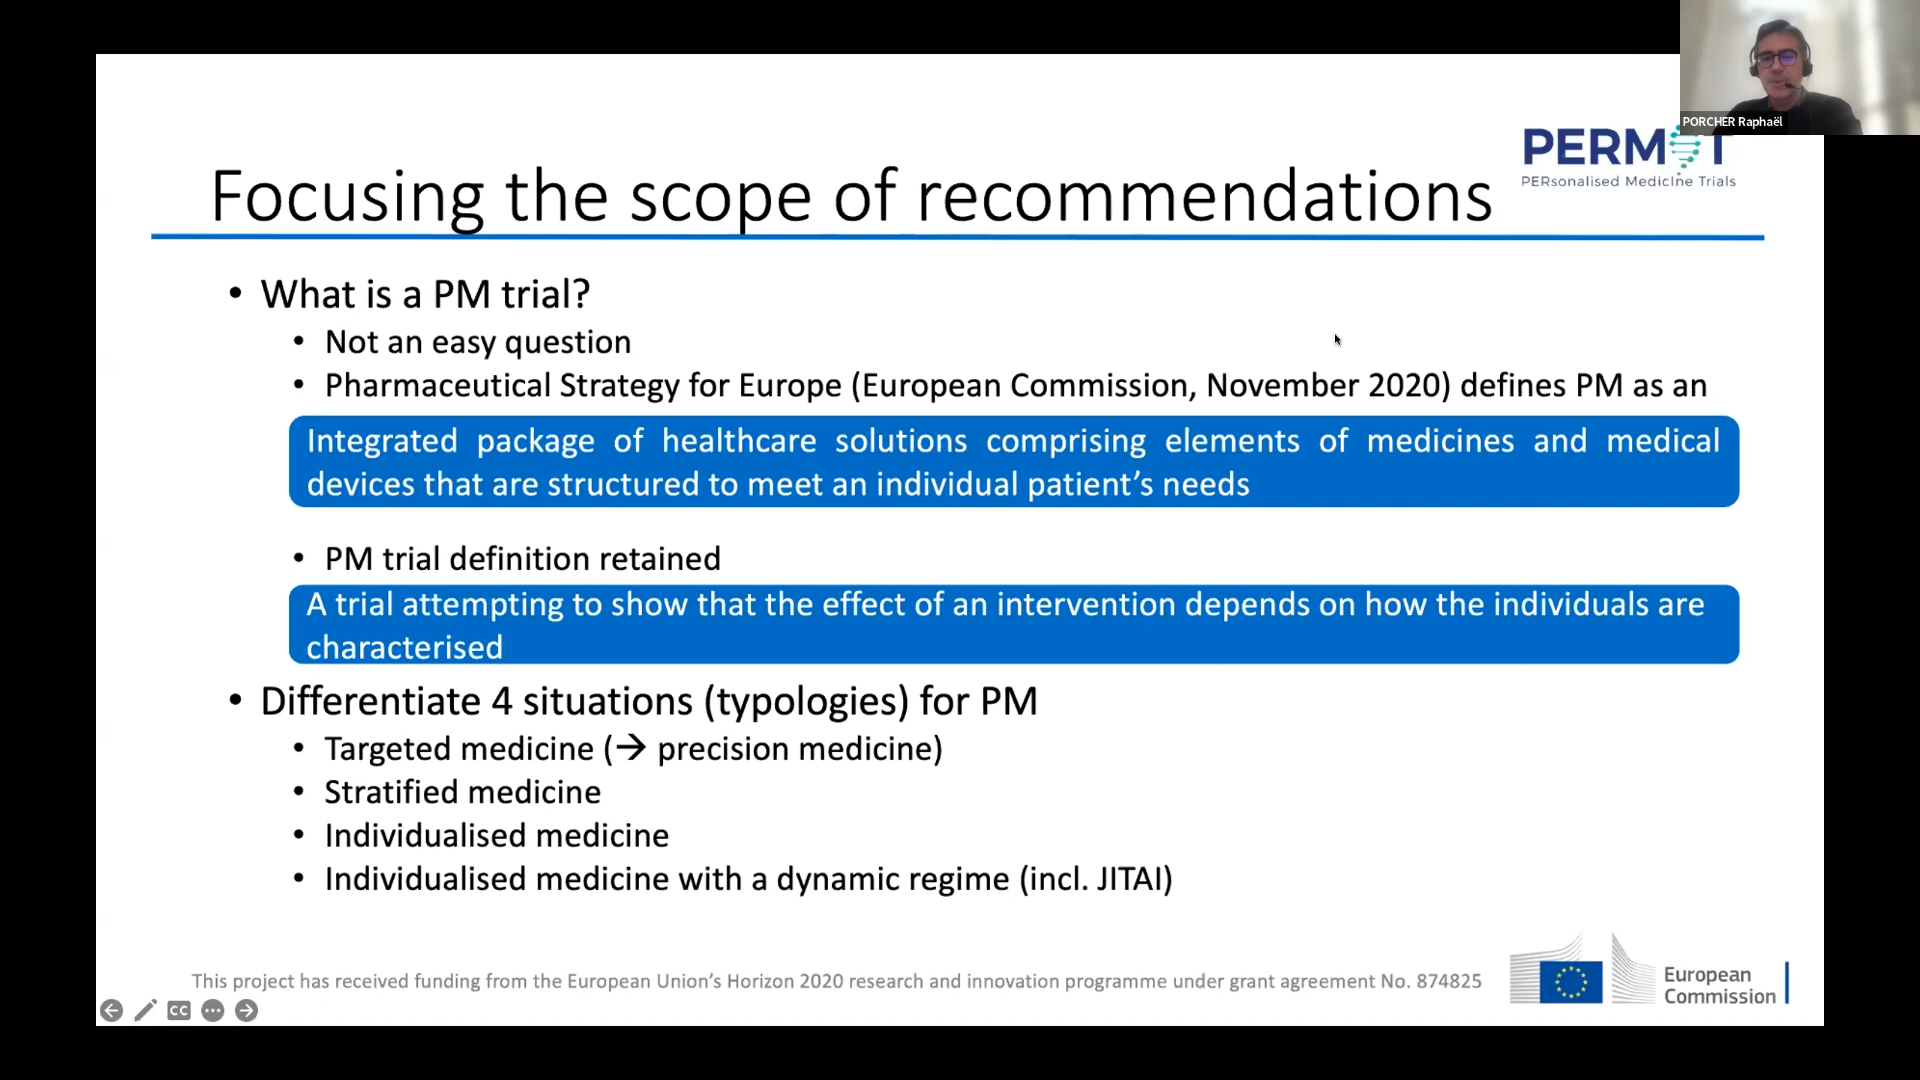 PORCHER Raphaël
PERMIT
PERsonalised MedicIne Trials
Focusing the scope of recommendations
• What is a PM trial?
• Not an easy question
• Pharmaceutical Strategy for Europe (European Commission, November 2020) defines PM as an
Integrated package of healthcare solutions comprising elements of medicines and medical
devices that are structured to meet an individual patient’s needs
• PM trial definition retained
A trial attempting to show that the effect of an intervention depends on how the individuals are
characterised
• Differentiate 4 situations (typologies) for PM
• Targeted medicine (→ precision medicine)
• Stratified medicine
• Individualised medicine
• Individualised medicine with a dynamic regime (incl. JITAI)
This project has received funding from the European Union’s Horizon 2020 research and innovation programme under grant agreement No. 874825
European
Commission
CC